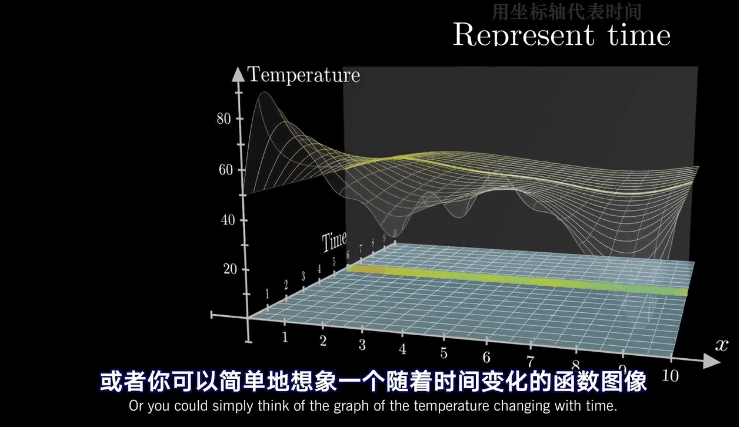 用坐标轴代表时间
Represent time
Temperature
80
60
40
20
Time
1 2 3 4 5 6 7 8 9
1 2 3 4 5 6 7 8 9 10
x
或者你可以简单地想象一个随着时间变化的函数图像
Or you could simply think of the graph of the temperature changing with time.